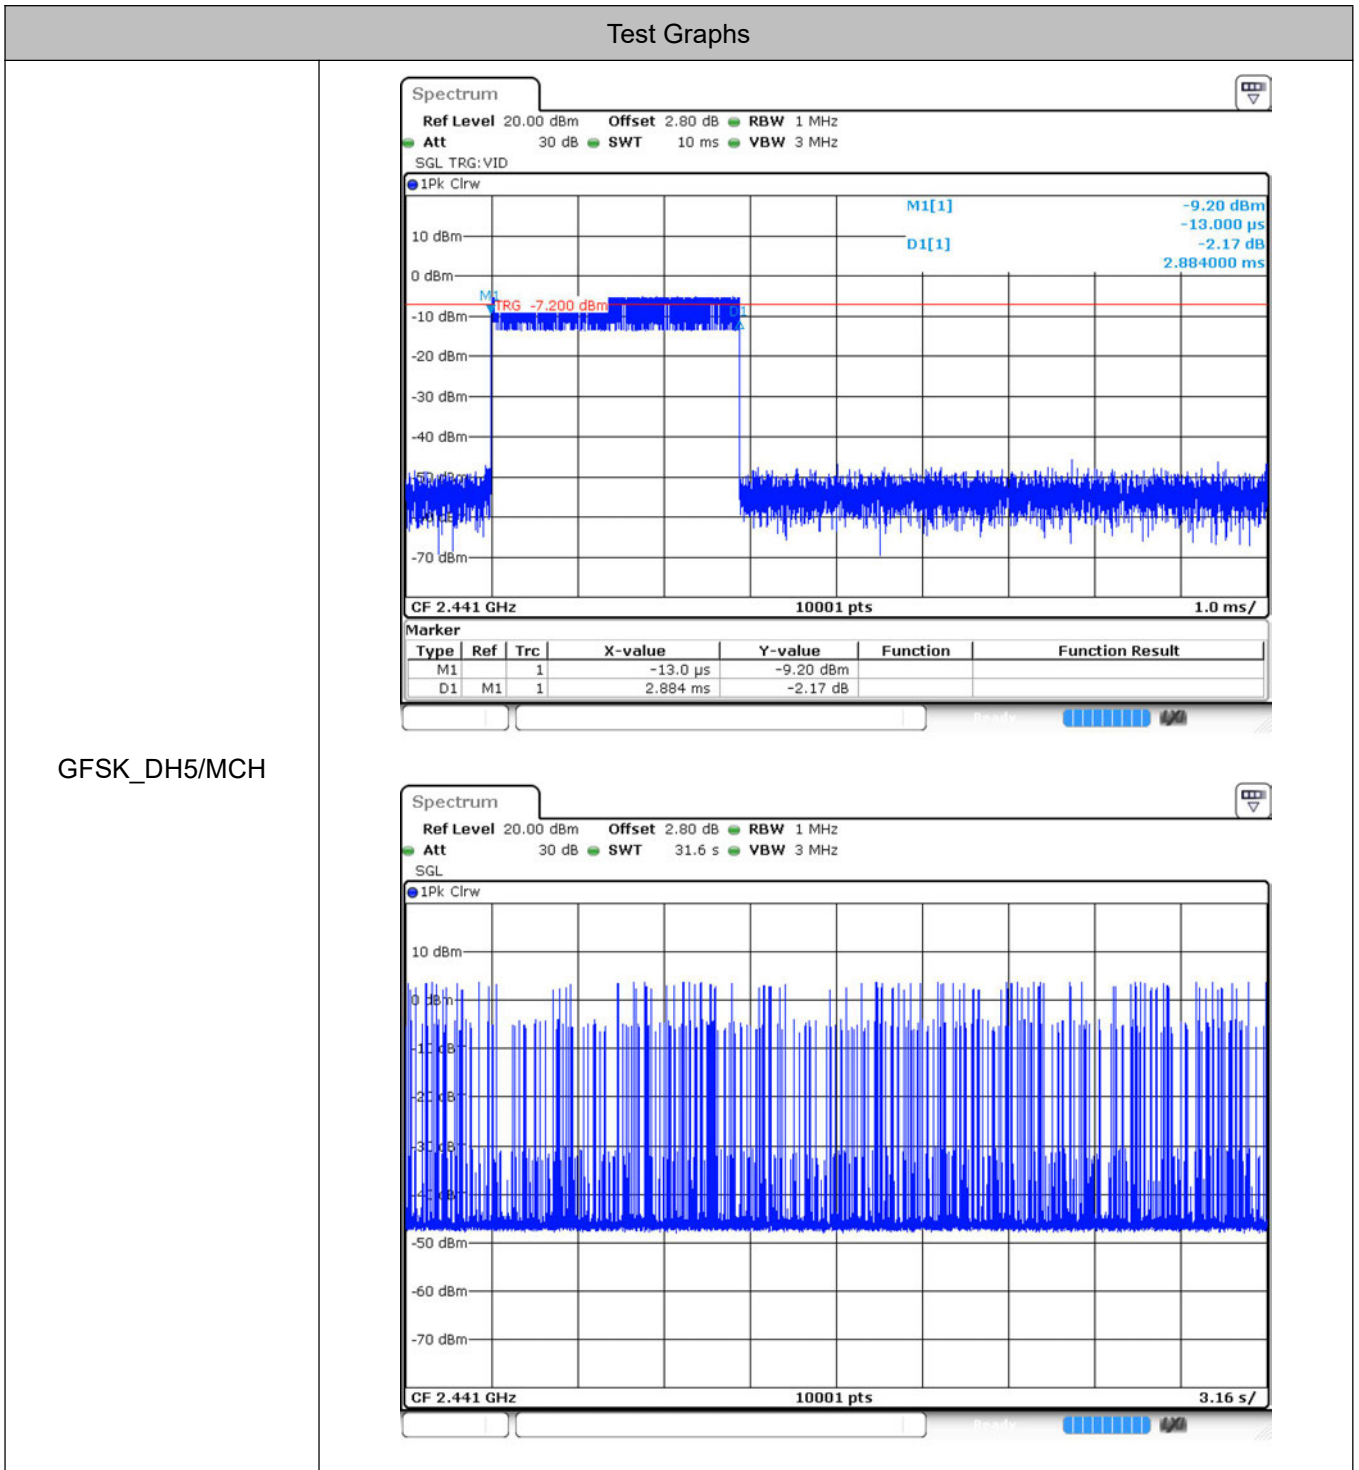 Test Graphs
GFSK_DH5/MCH
Spectrum
Ref Level 20.00 dBm Offset 2.80 dB RBW 1 MHz
Att 30 dB SWT 10 ms VBW 3 MHz
SGL TRG:VID
1Pk Clrw
M1[1] -9.20 dBm
-13.000 µs
10 dBm
D1[1] -2.17 dB
2.884000 ms
0 dBm
M1
TRG -7.200 dBm
D1
-10 dBm
-20 dBm
-30 dBm
-40 dBm
-50 dBm
-70 dBm
CF 2.441 GHz 10001 pts 1.0 ms/
Marker
Type Ref Trc X-value Y-value Function Function Result
M1 1 -13.0 µs -9.20 dBm
D1 M1 1 2.884 ms -2.17 dB
Ready
Spectrum
Ref Level 20.00 dBm Offset 2.80 dB RBW 1 MHz
Att 30 dB SWT 31.6 s VBW 3 MHz
SGL
1Pk Clrw
10 dBm
0 dBm
-50 dBm
-60 dBm
-70 dBm
CF 2.441 GHz 10001 pts 3.16 s/
Ready